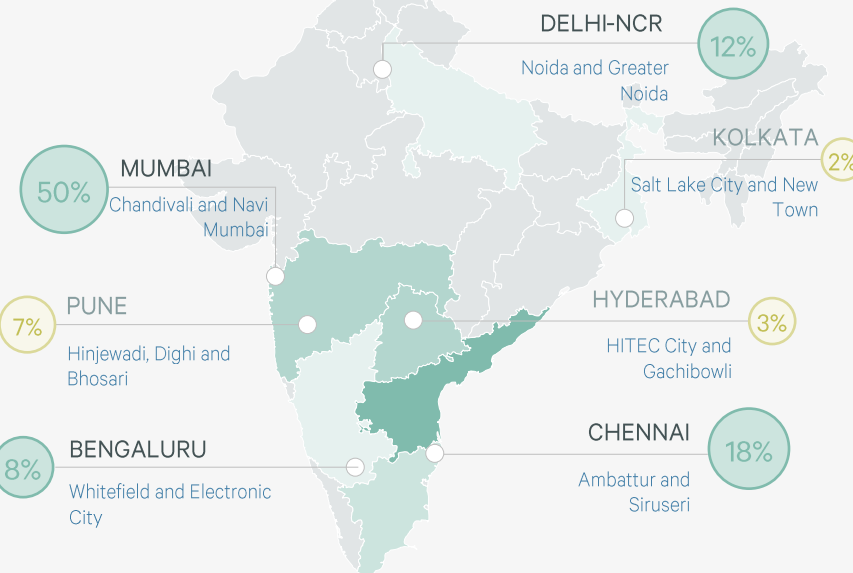 DELHI-NCR
12%
Noida and Greater
Noida
KOLKATA
2%
Salt Lake City and New
Town
MUMBAI
50%
Chandivali and Navi
Mumbai
PUNE
7%
Hinjewadi, Dighi and
Bhosari
HYDERABAD
3%
HITEC City and
Gachibowli
BENGALURU
8%
Whitefield and Electronic
City
CHENNAI
18%
Ambattur and
Siruseri